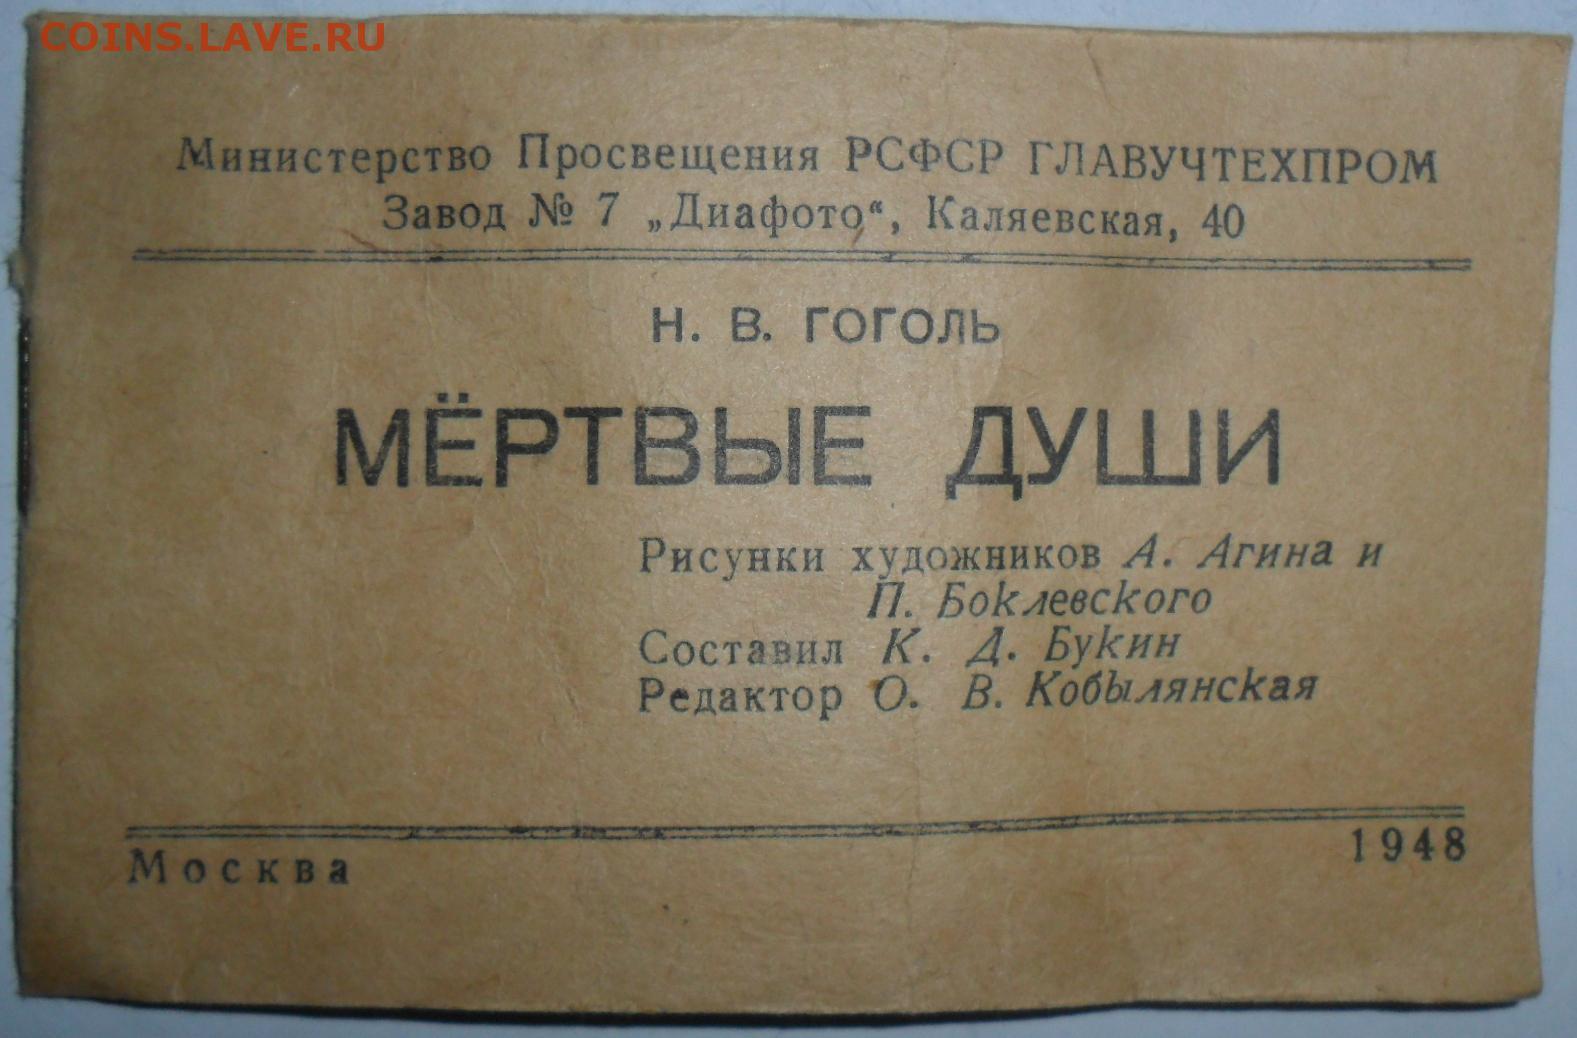 COINS.LAVE.RU
Министерство Просвещения РСФСР ГЛАВУЧТЕХПРОМ
Завод № 7 „Диафото“, Каляевская, 40
Н. В. ГОГОЛЬ
МЁРТВЫЕ ДУШИ
Рисунки художников А. Агина и
П. Боклевского
Составил К. Д. Букин
Редактор О. В. Кобылянская
Москва 1948